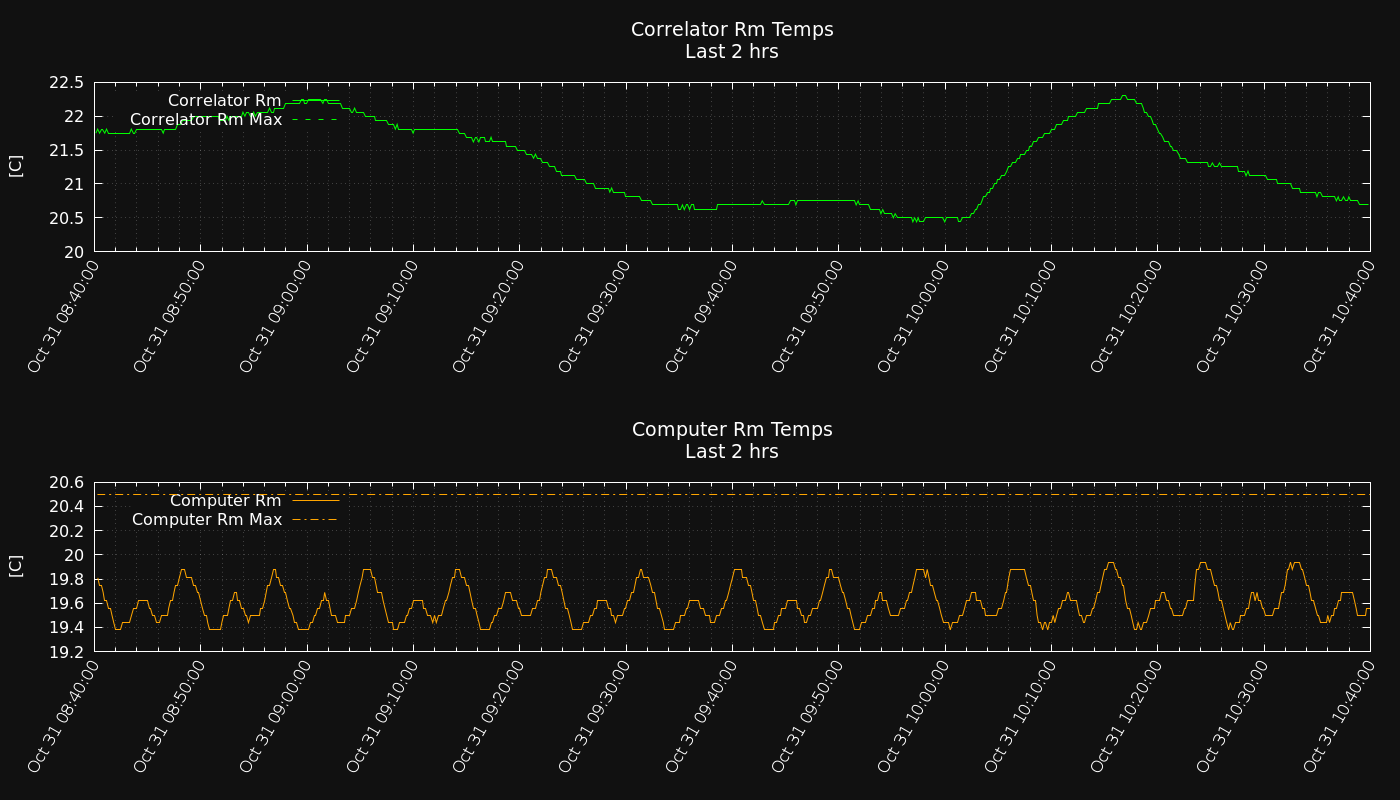 Correlator Rm Temps
Last 2 hrs
22.5
22
21.5
21
20.5
20
[C]
Correlator Rm
Correlator Rm Max
Oct 31 08:40:00
Oct 31 08:50:00
Oct 31 09:00:00
Oct 31 09:10:00
Oct 31 09:20:00
Oct 31 09:30:00
Oct 31 09:40:00
Oct 31 09:50:00
Oct 31 10:00:00
Oct 31 10:10:00
Oct 31 10:20:00
Oct 31 10:30:00
Oct 31 10:40:00
Computer Rm Temps
Last 2 hrs
20.6
20.4
20.2
20
19.8
19.6
19.4
19.2
[C]
Computer Rm
Computer Rm Max
Oct 31 08:40:00
Oct 31 08:50:00
Oct 31 09:00:00
Oct 31 09:10:00
Oct 31 09:20:00
Oct 31 09:30:00
Oct 31 09:40:00
Oct 31 09:50:00
Oct 31 10:00:00
Oct 31 10:10:00
Oct 31 10:20:00
Oct 31 10:30:00
Oct 31 10:40:00